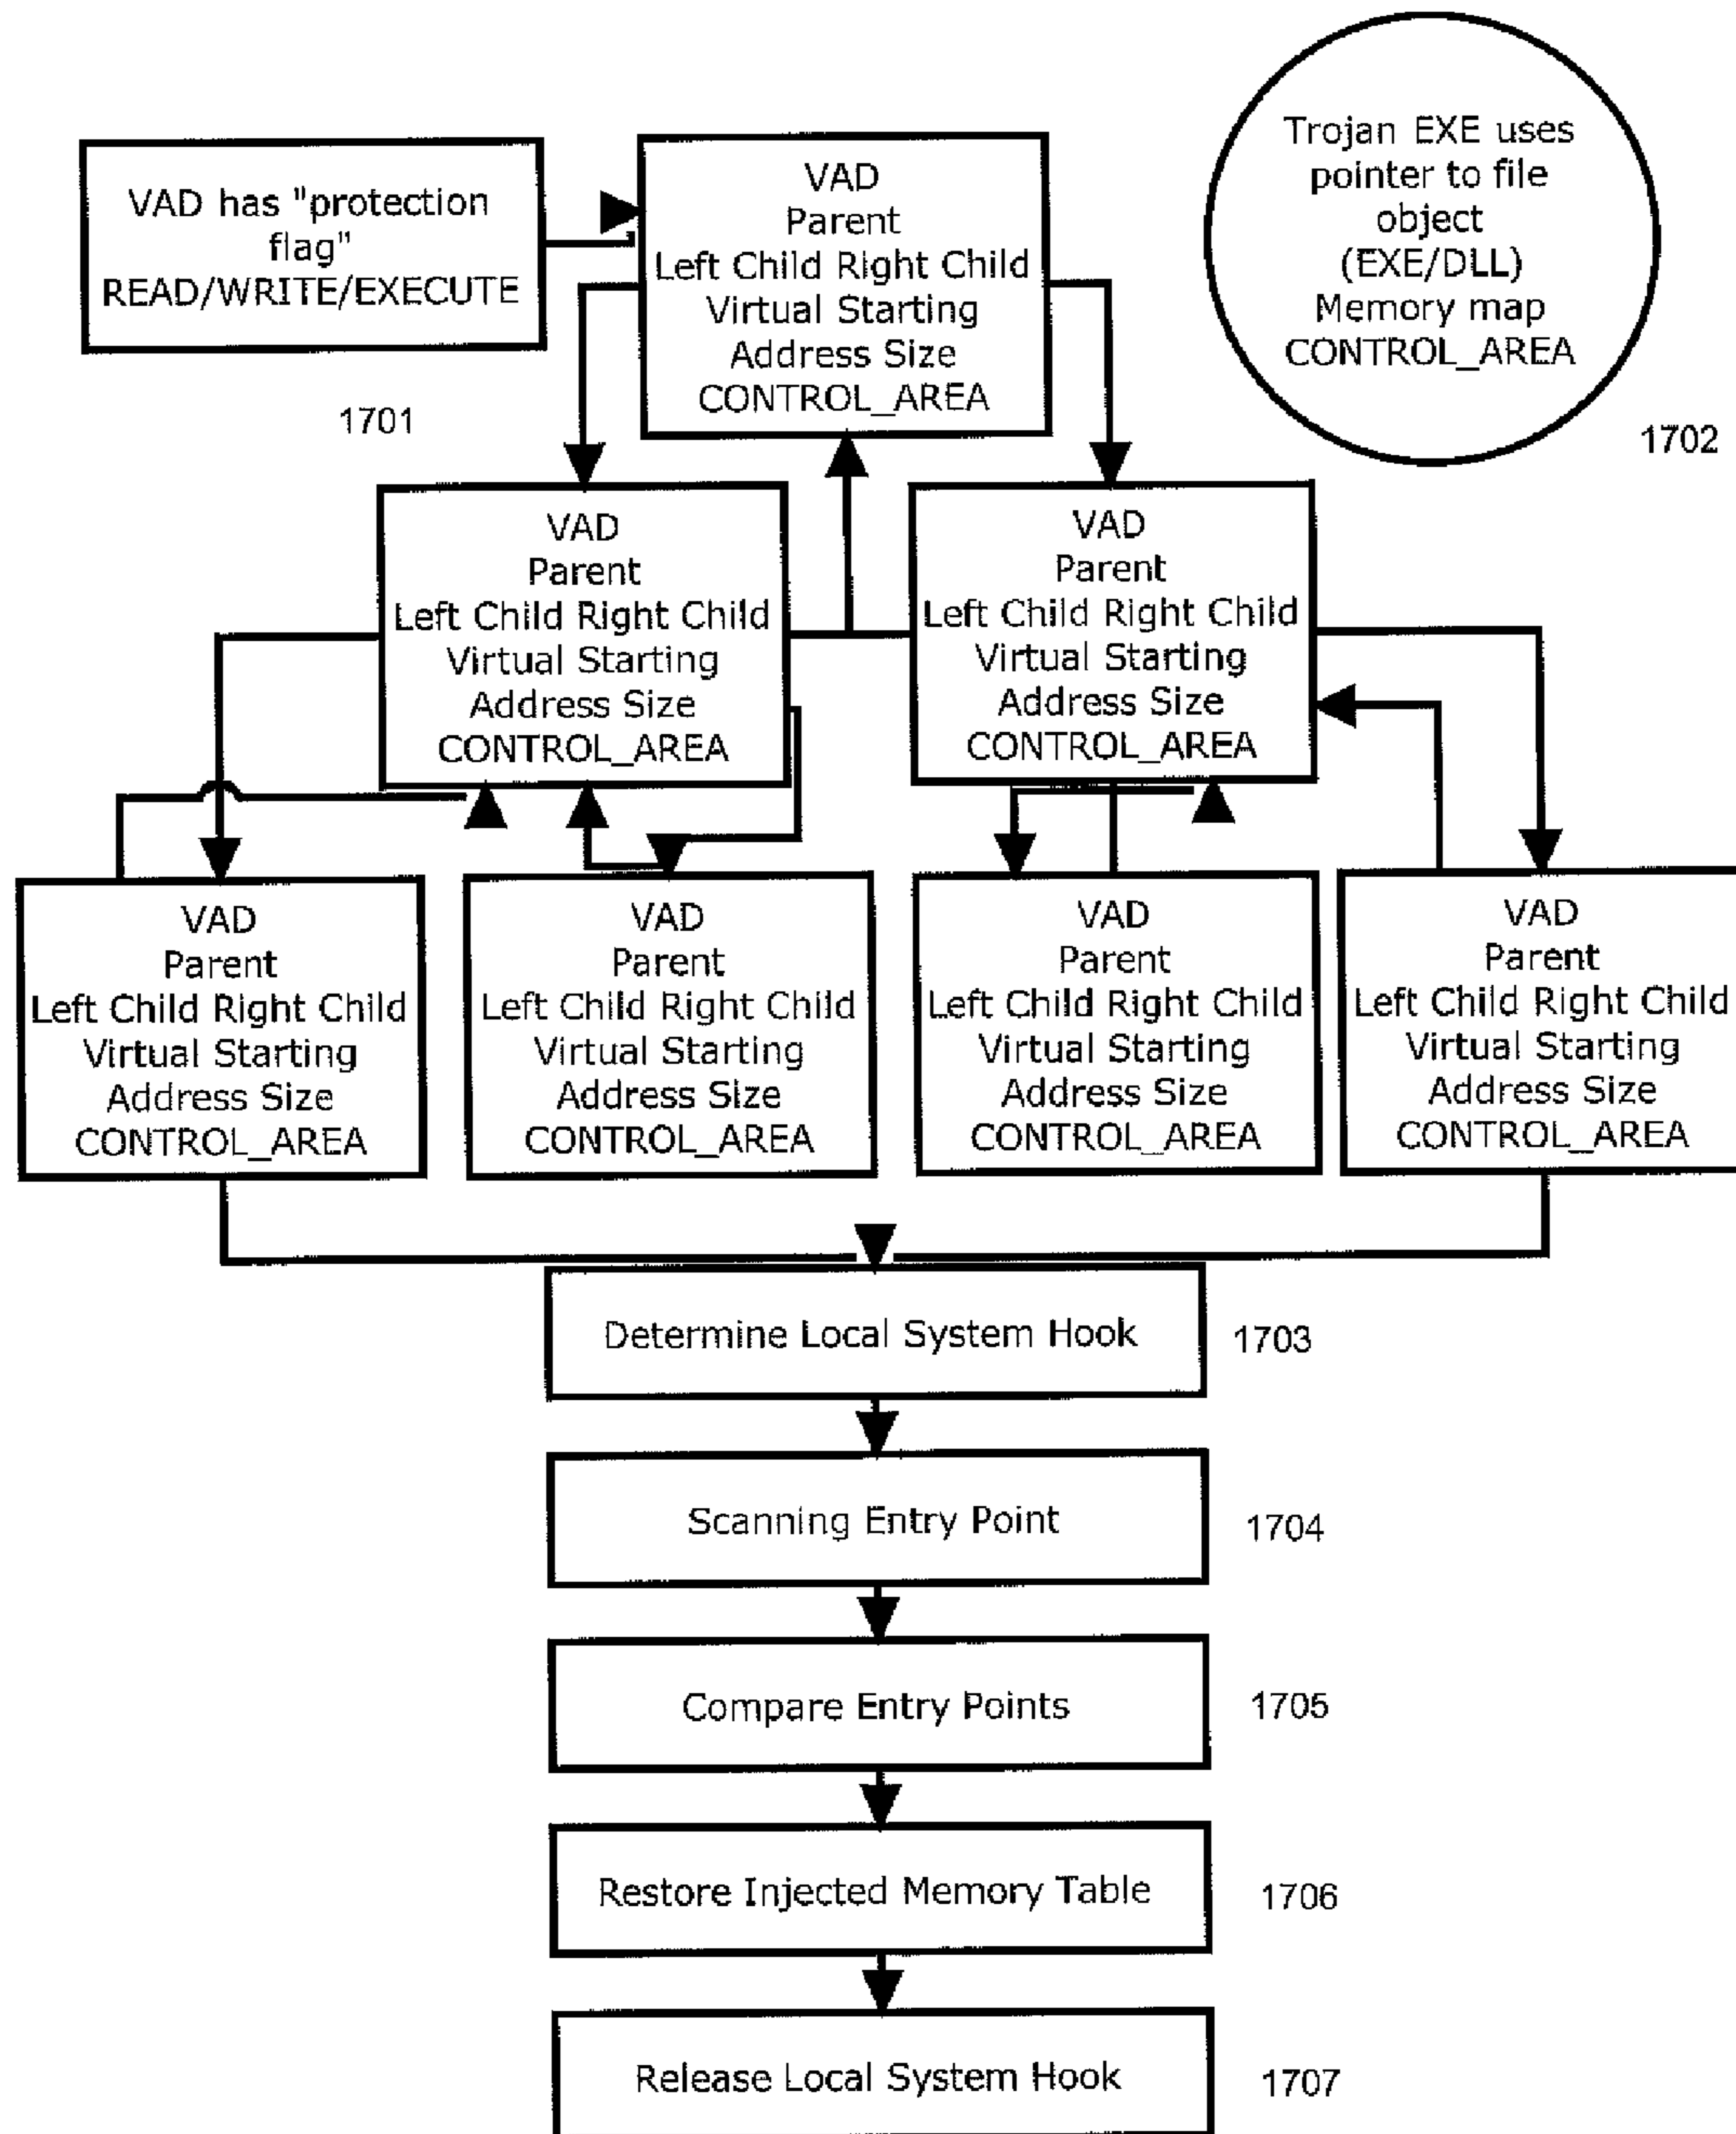 VAD has "protection
flag"
READ/WRITE/EXECUTE
1701
VAD
Parent
Left Child Right Child
Virtual Starting
Address Size
CONTROL_AREA
Trojan EXE uses
pointer to file
object
(EXE/DLL)
Memory map
CONTROL_AREA
1702
VAD
Parent
Left Child Right Child
Virtual Starting
Address Size
CONTROL_AREA
VAD
Parent
Left Child Right Child
Virtual Starting
Address Size
CONTROL_AREA
VAD
Parent
Left Child Right Child
Virtual Starting
Address Size
CONTROL_AREA
VAD
Parent
Left Child Right Child
Virtual Starting
Address Size
CONTROL_AREA
VAD
Parent
Left Child Right Child
Virtual Starting
Address Size
CONTROL_AREA
VAD
Parent
Left Child Right Child
Virtual Starting
Address Size
CONTROL_AREA
Determine Local System Hook
1703
Scanning Entry Point
1704
Compare Entry Points
1705
Restore Injected Memory Table
1706
Release Local System Hook
1707